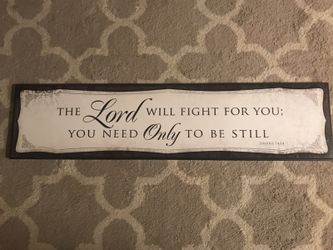 THE Lord WILL FIGHT FOR YOU;
YOU NEED Only TO BE STILL